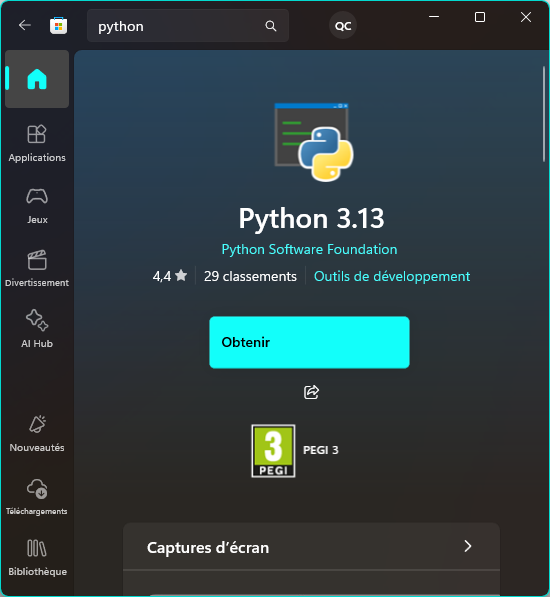 python
QC
Applications
Jeux
Divertissement
AI Hub
Nouveautés
Téléchargements
Bibliothèque
Python 3.13
Python Software Foundation
4,4 29 classements Outils de développement
Obtenir
3
PEGI
PEGI 3
Captures d’écran